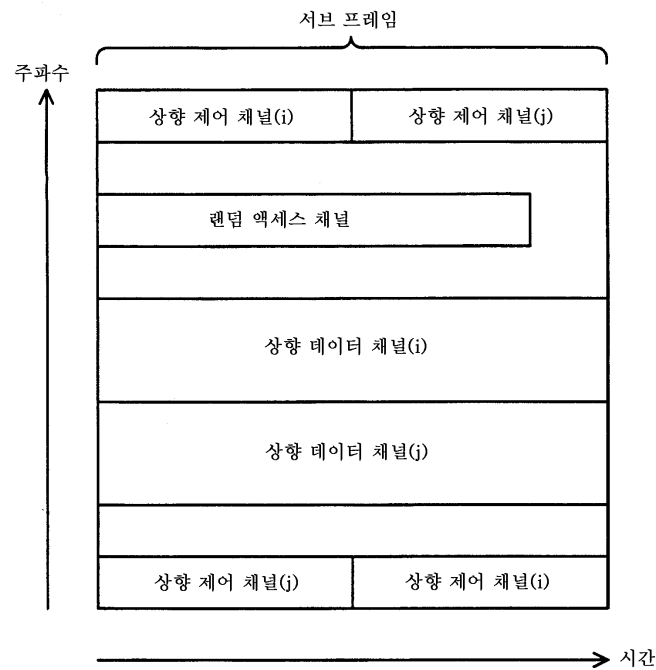 서브 프레임
주파수
상향 제어 채널(i)
상향 제어 채널(j)
랜덤 액세스 채널
상향 데이터 채널(i)
상향 데이터 채널(j)
상향 제어 채널(j)
상향 제어 채널(i)
시간